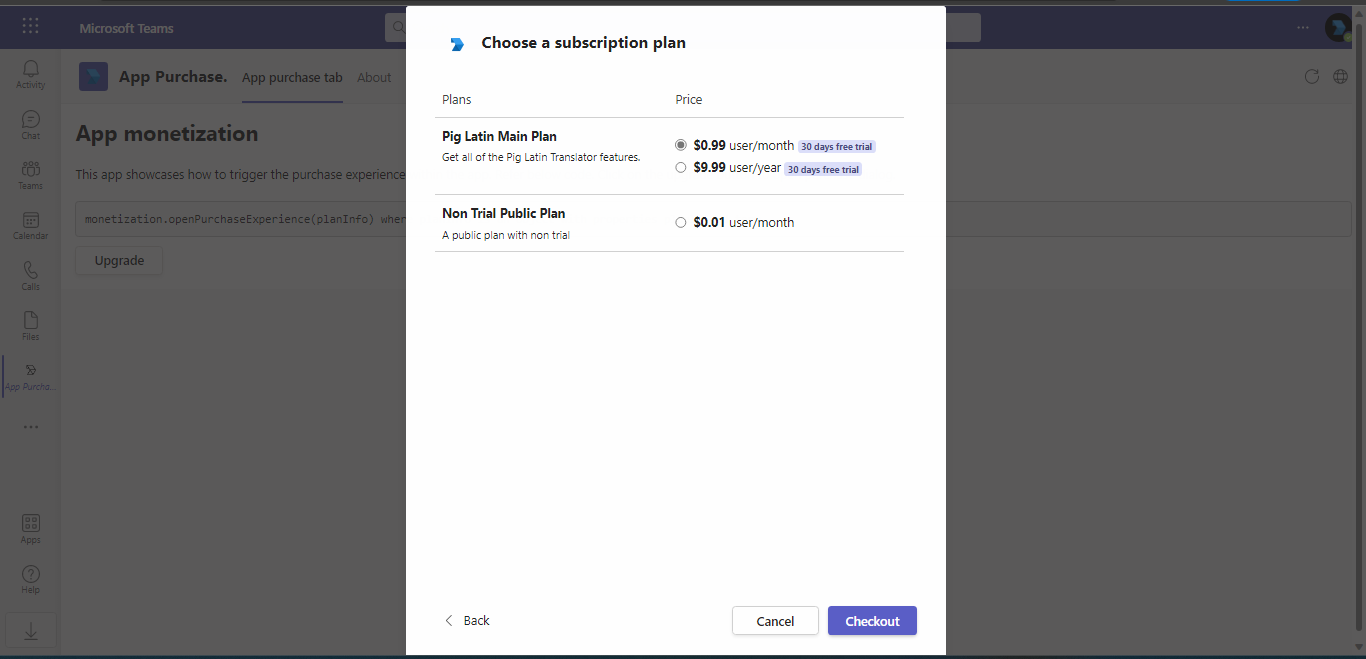 Microsoft Teams
Choose a subscription plan
Activity
Chat
Teams
Calendar
Calls
Files
App Purcha...
Apps
Help
App Purchase.
App purchase tab
About
App monetization
This app showcases how to trigger the purchase experience
monetization.openPurchaseExperience(planInfo) wher
Upgrade
Plans
Price
Pig Latin Main Plan
Get all of the Pig Latin Translator features.
$0.99 user/month 30 days free trial
$9.99 user/year 30 days free trial
Non Trial Public Plan
A public plan with non trial
$0.01 user/month
Back
Cancel
Checkout